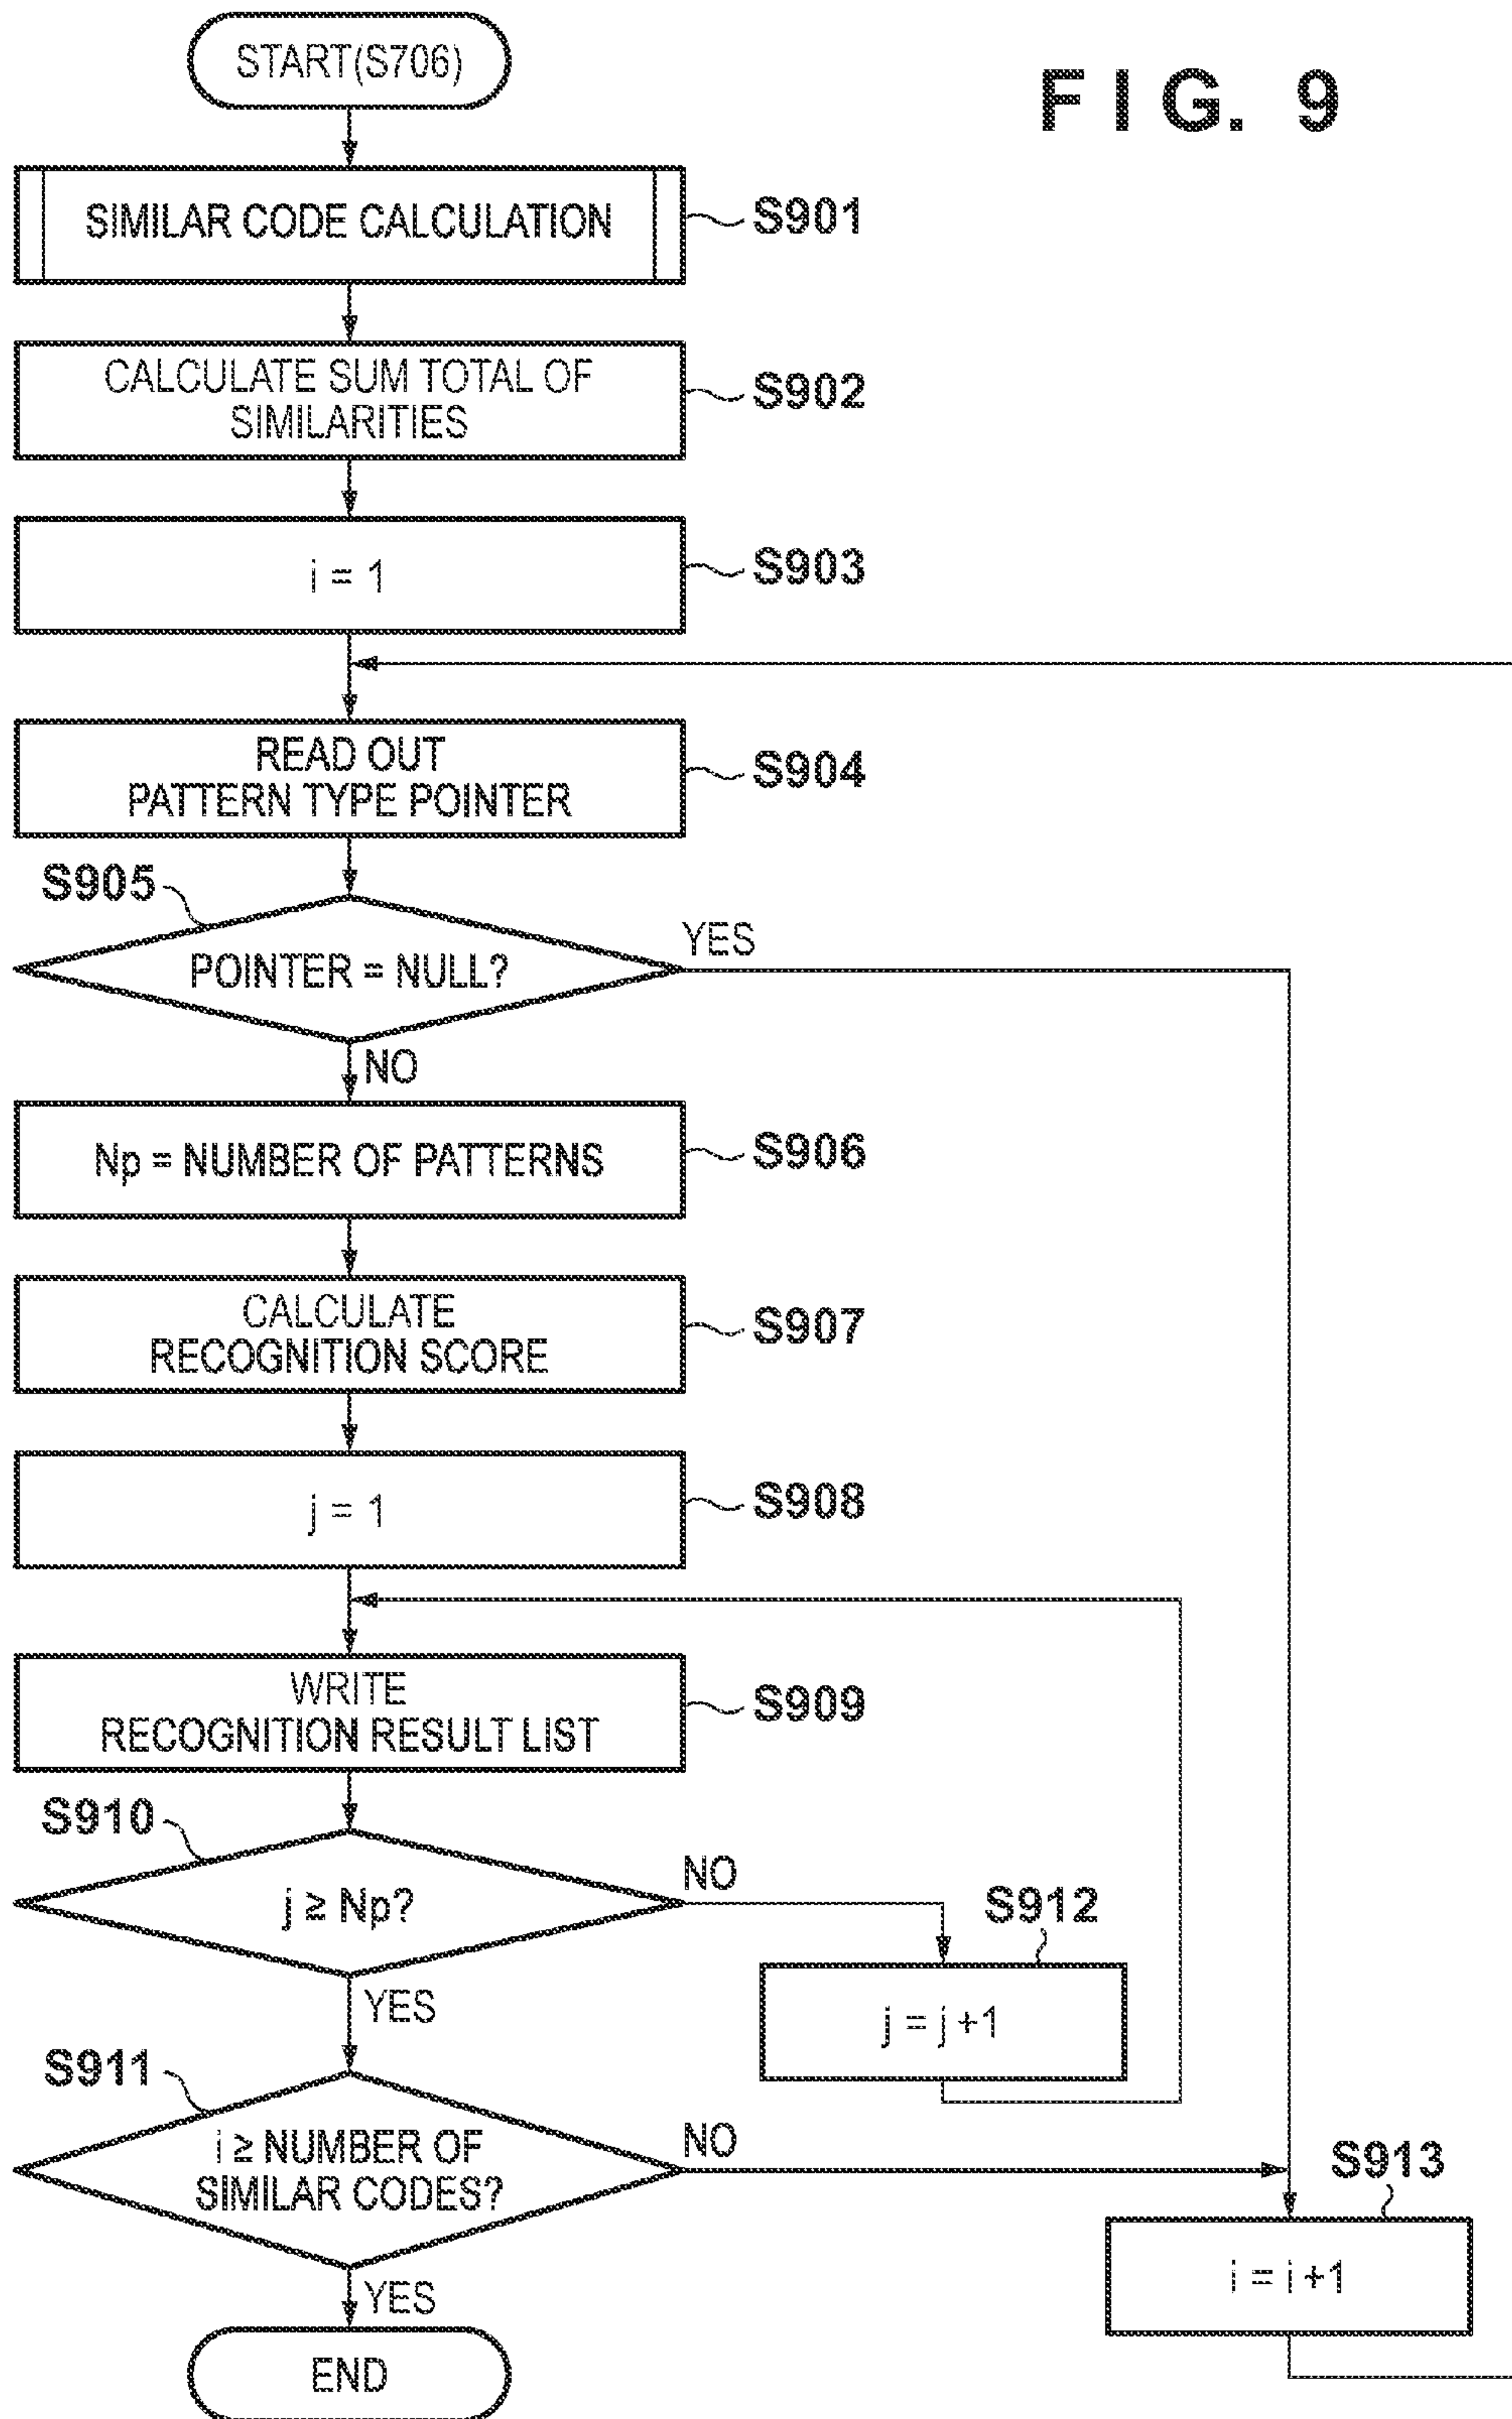 START(S706)
FIG. 9
SIMILAR CODE CALCULATION
S901
CALCULATE SUM TOTAL OF
SIMILARITIES
S902
i = 1
S903
READ OUT
PATTERN TYPE POINTER
S904
S905
POINTER = NULL?
YES
NO
Np = NUMBER OF PATTERNS
S906
CALCULATE
RECOGNITION SCORE
S907
j = 1
S908
WRITE
RECOGNITION RESULT LIST
S909
S910
j ≥ Np?
NO
YES
S912
j = j +1
S911
i ≥ NUMBER OF
SIMILAR CODES?
NO
YES
S913
i = i +1
END